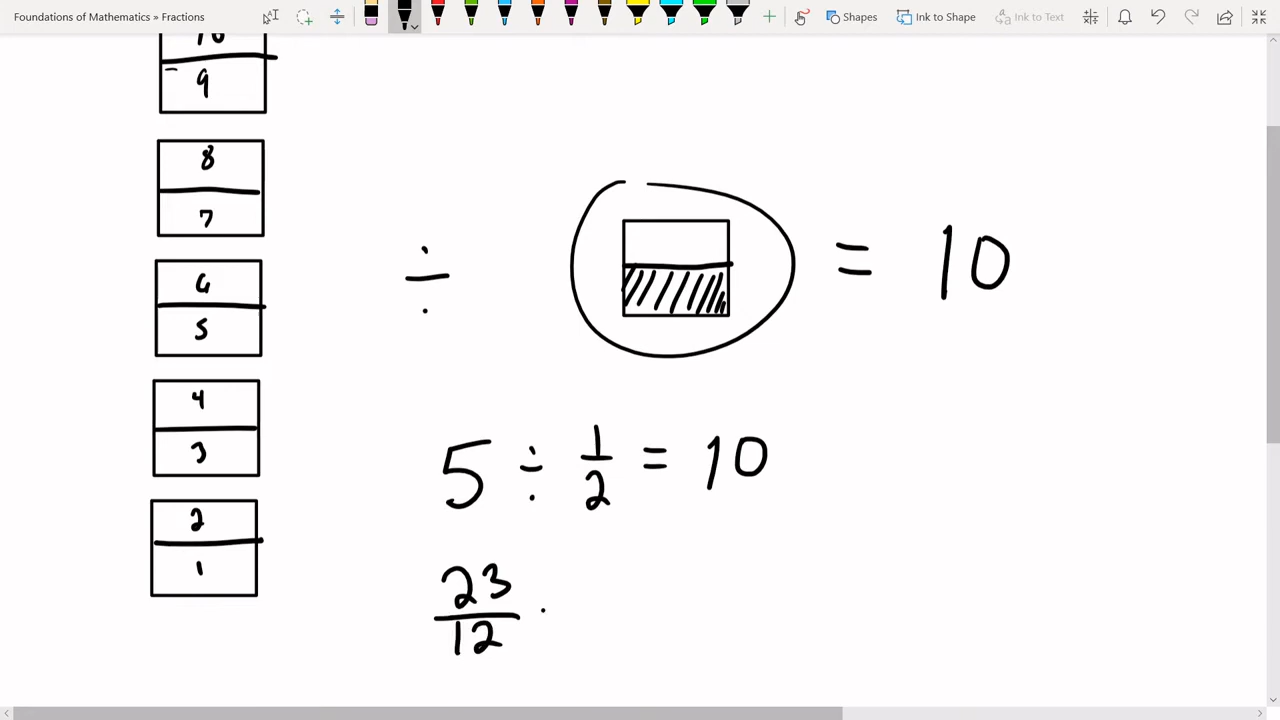 Foundations of Mathematics » Fractions
Shapes
Ink to Shape
Ink to Text
10
9
8
7
÷ = 10
6
5
4
3
5 ÷ 1/2 = 10
2
1
23/12 ·